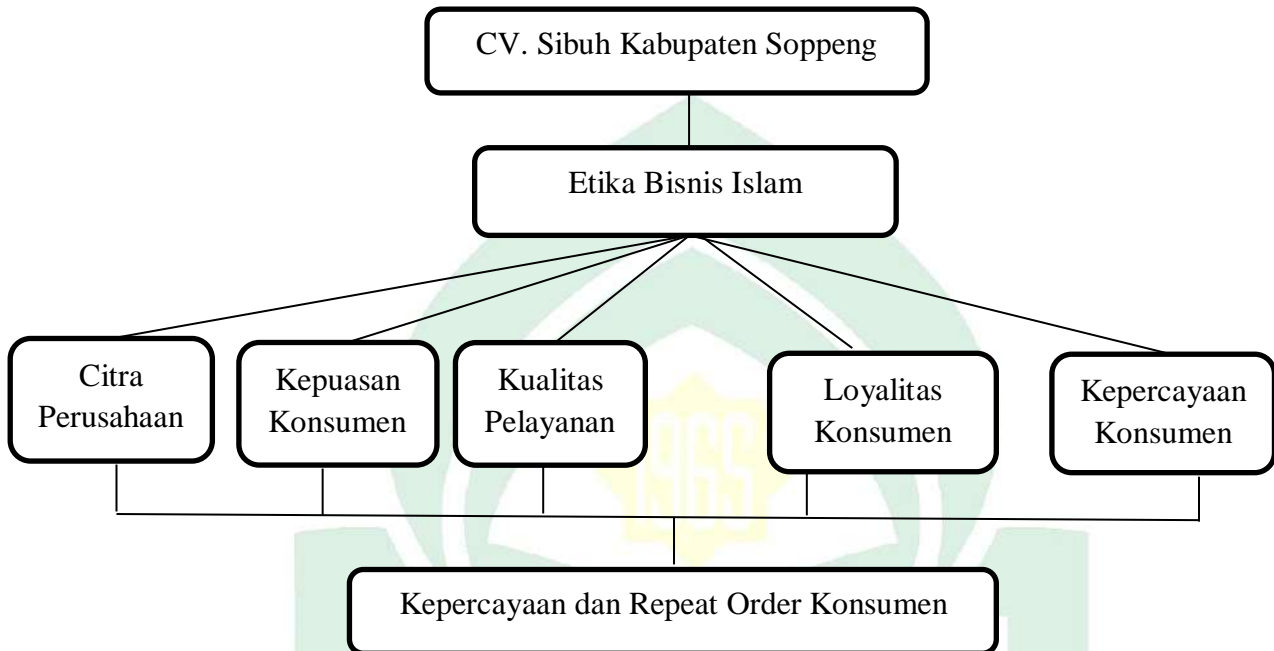 CV. Sibuh Kabupaten Soppeng
Etika Bisnis Islam
Citra
Perusahaan
Kepuasan
Konsumen
Kualitas
Pelayanan
Loyalitas
Konsumen
Kepercayaan
Konsumen
1965
Kepercayaan dan Repeat Order Konsumen